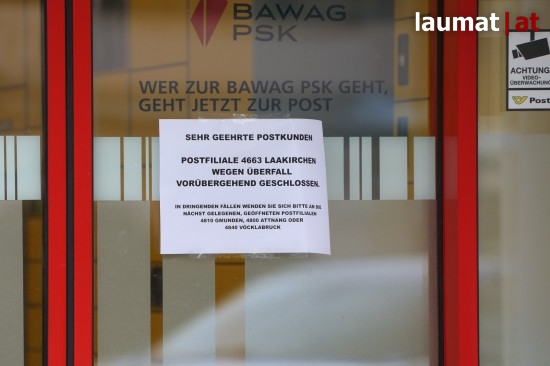 laumat|at
BAWAG
PSK
WER ZUR BAWAG PSK GEHT,
GEHT JETZT ZUR POST
ACHTUNG
VIDEO-
ÜBERWACHUNG
Post
SEHR GEEHRTE POSTKUNDEN
POSTFILIALE 4663 LAAKIRCHEN
WEGEN ÜBERFALL
VORÜBERGEHEND GESCHLOSSEN.
IN DRINGENDEN FÄLLEN WENDEN SIE SICH BITTE AN DIE
NÄCHST GELEGENEN, GEÖFFNETEN POSTFILIALEN
4810 GMUNDEN, 4800 ATTNANG ODER
4840 VÖCKLABRUCK